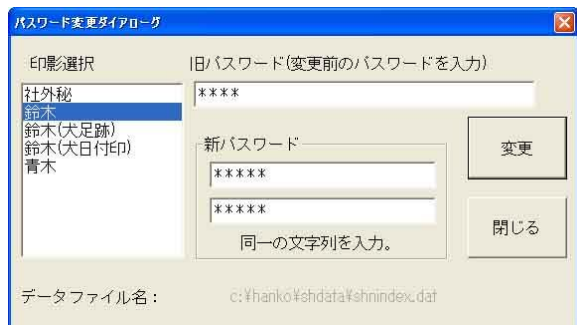 パスワード変更ダイアローグ
印影選択
旧パスワード(変更前のパスワードを入力)
社外秘
鈴木
鈴木(犬足跡)
鈴木(犬日付印)
青木
****
新パスワード
*****
*****
同一の文字列を入力。
変更
閉じる
データファイル名：
c:¥hanko¥shdata¥shnindex.dat